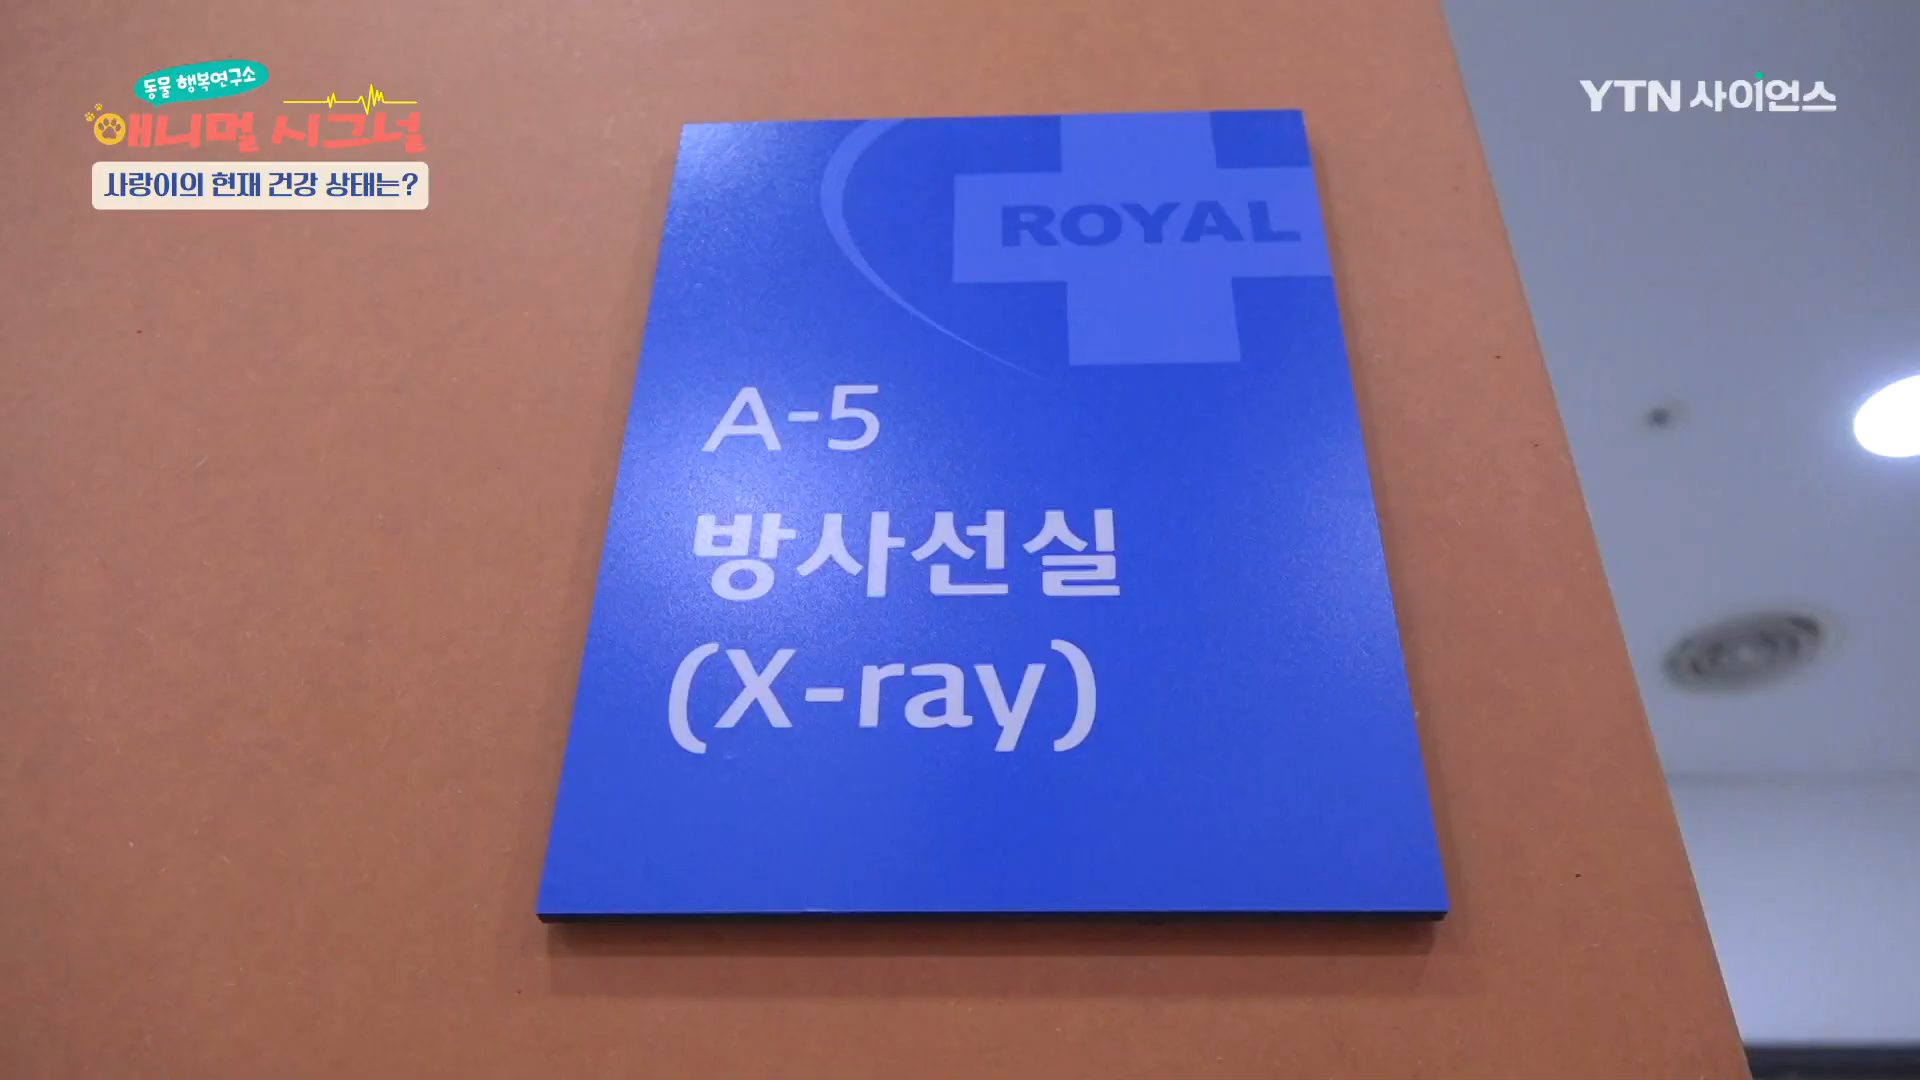 동물 행복연구소
애니멀 시그널
사랑이의 현재 건강 상태는?
YTN 사이언스
ROYAL
A-5
방사선실
(X-ray)